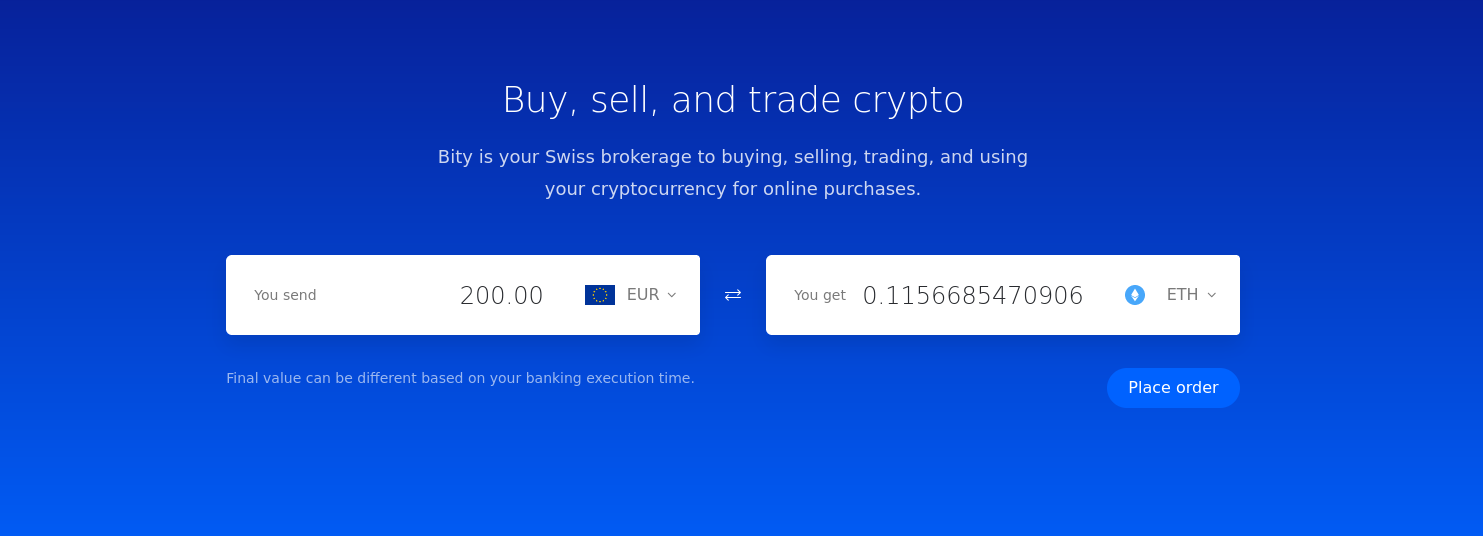 Buy, sell, and trade crypto
Bity is your Swiss brokerage to buying, selling, trading, and using
your cryptocurrency for online purchases.
You send 200.00 EUR
You get 0.1156685470906 ETH
Final value can be different based on your banking execution time.
Place order